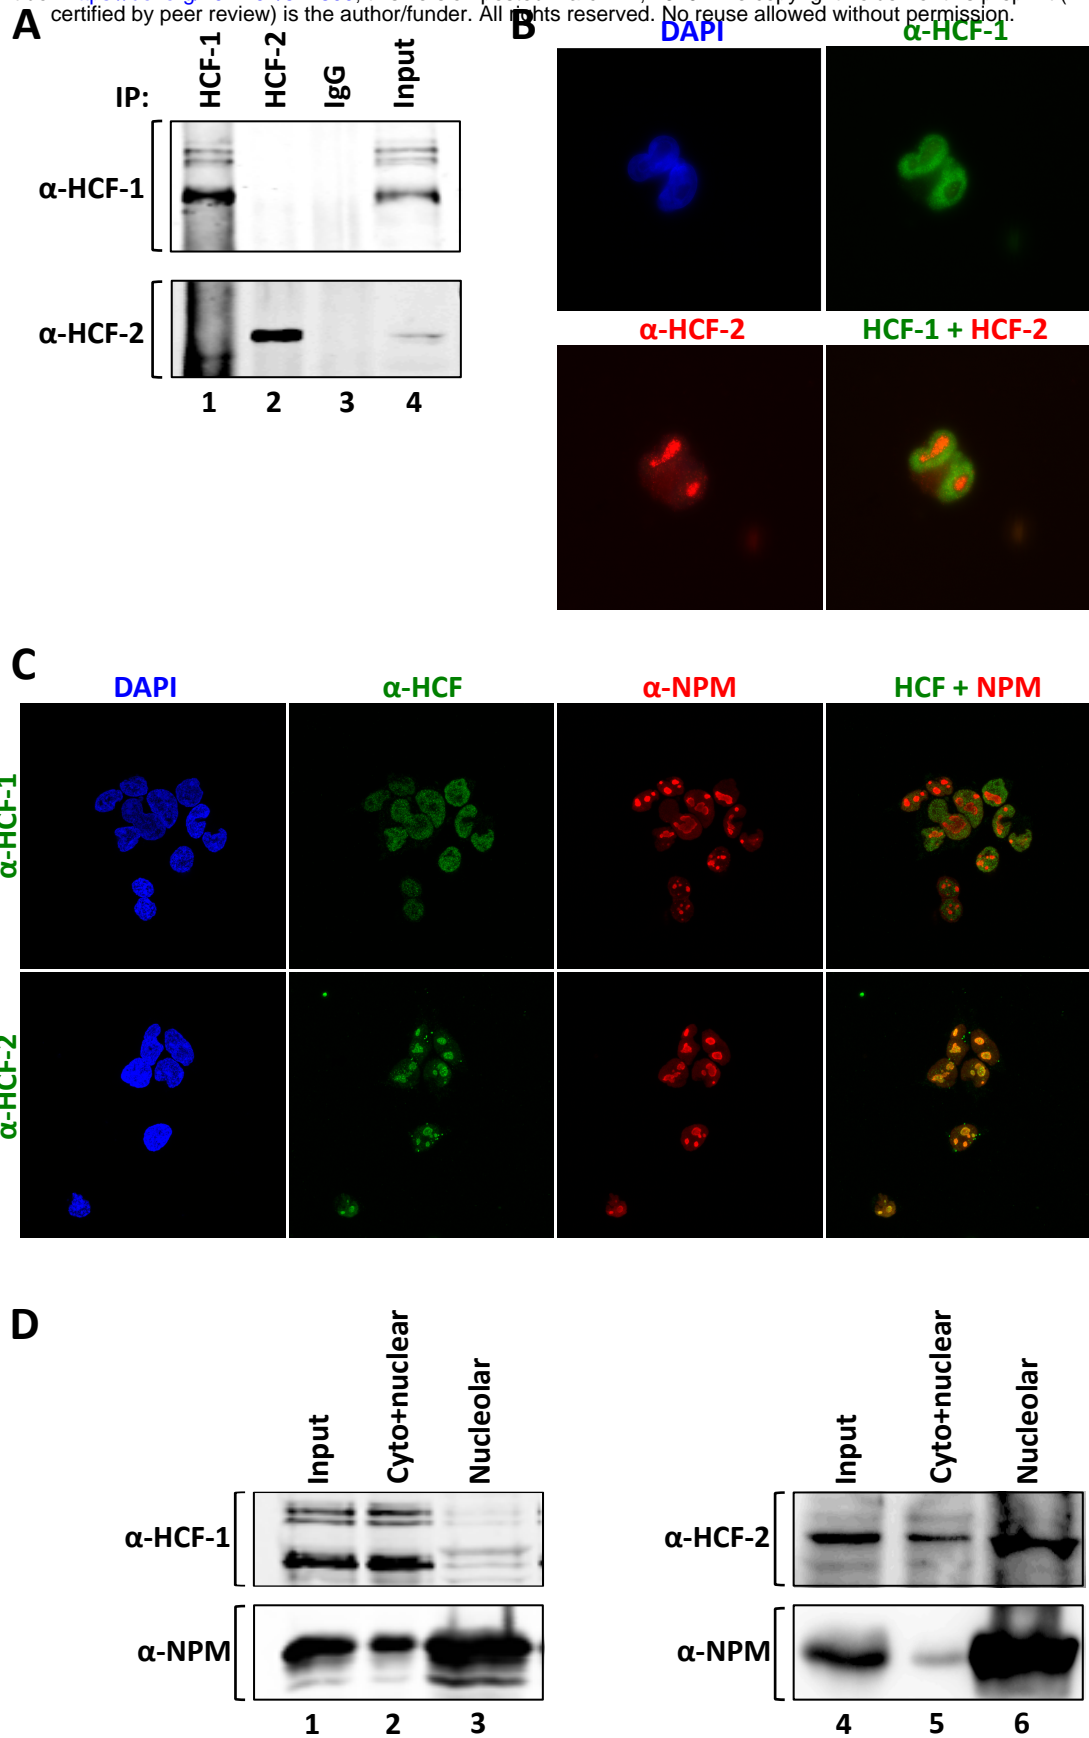 certified by peer review) is the author/funder. All rights reserved. No reuse allowed without permission.
A
IP:
HCF-1
HCF-2
IgG
Input
α-HCF-1
α-HCF-2
1 2 3 4
B
DAPI
α-HCF-1
α-HCF-2
HCF-1 + HCF-2
C
DAPI
α-HCF
α-NPM
HCF + NPM
α-HCF-1
α-HCF-2
D
Input
Cyto+nuclear
Nucleolar
α-HCF-1
α-NPM
1 2 3
Input
Cyto+nuclear
Nucleolar
α-HCF-2
α-NPM
4 5 6